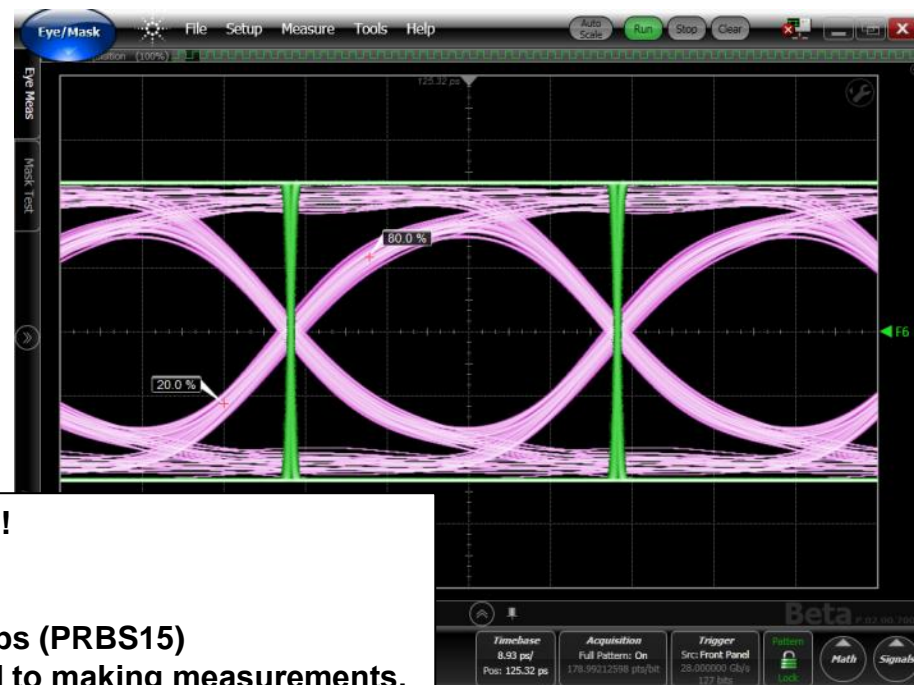 Eye/Mask
File Setup Measure Tools Help
Auto Scale
Run
Stop
Clear
(100%)
Eye Meas
Mask Test
125.32 ps
80.0 %
20.0 %
F6
!
ps (PRBS15)
d to making measurements.
Beta
Timebase
8.93 ps/
Pos: 125.32 ps
Acquisition
Full Pattern: On
178.99212598 pts/bit
Trigger
Src: Front Panel
28.000000 Gb/s
127 bits
Pattern
Lock
Math
Signals